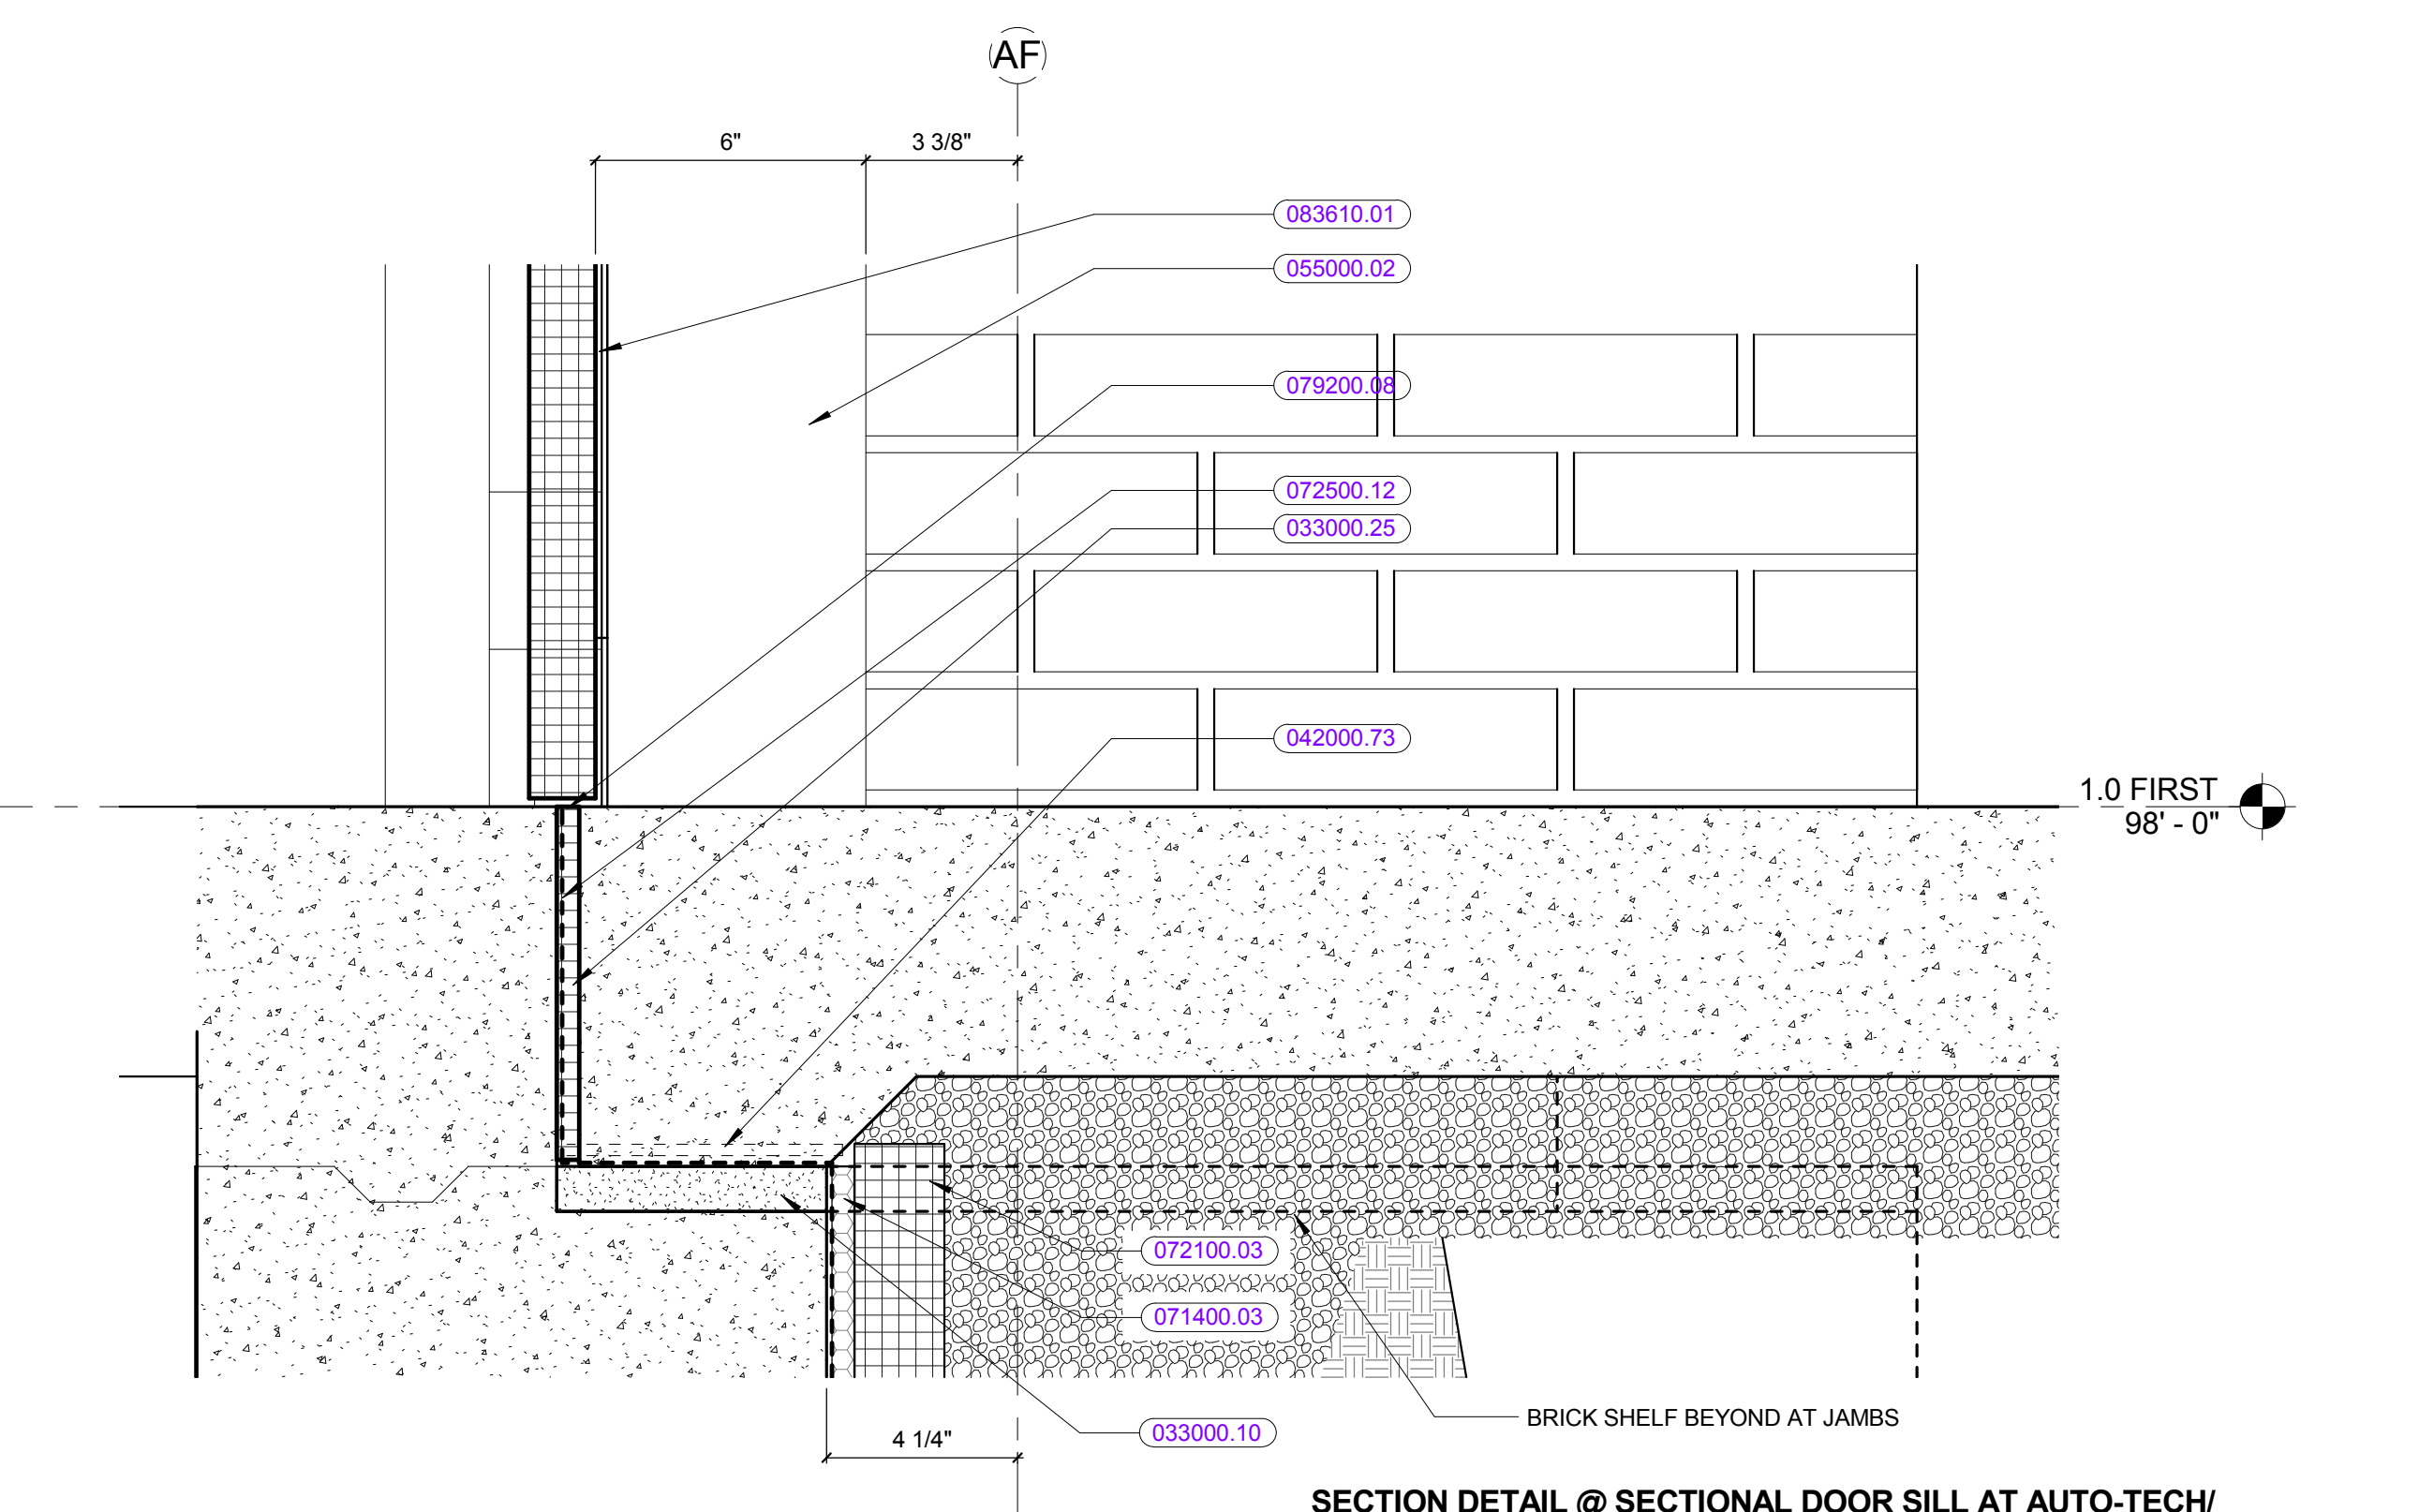 AF
6"
3 3/8"
083610.01
055000.02
079200.08
072500.12
033000.25
042000.73
1.0 FIRST
98' - 0"
072100.03
071400.03
BRICK SHELF BEYOND AT JAMBS
033000.10
4 1/4"
SECTION DETAIL @ SECTIONAL DOOR SILL AT AUTO-TECH/